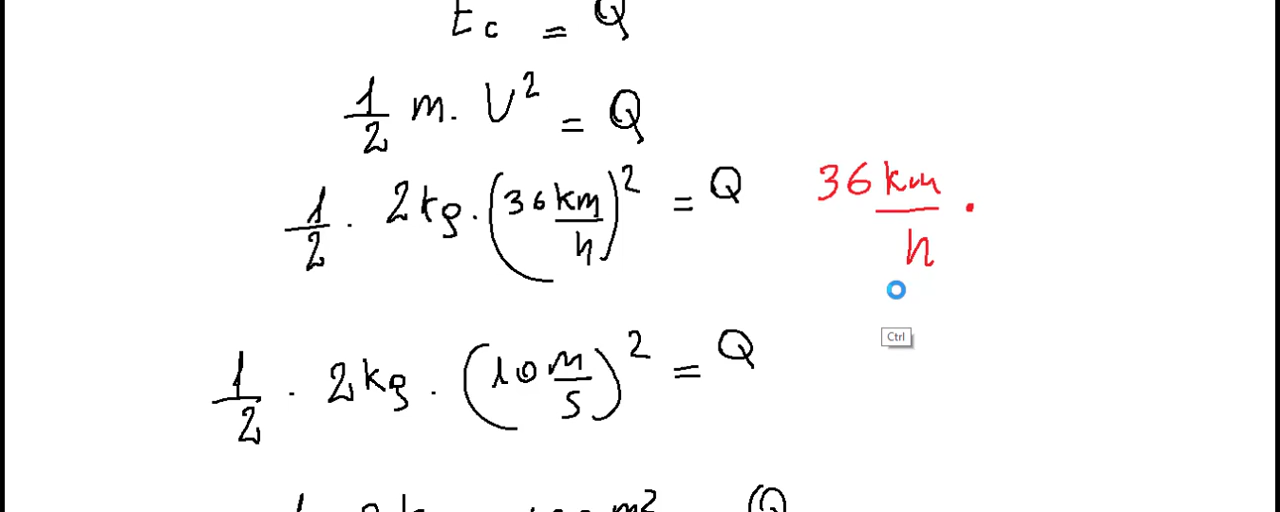 Ec = Q
1/2 m. V² = Q
1/2 . 2kg . (36 km/h)² = Q
36 km/h .
Ctrl
1/2 . 2kg . (10 m/s)² = Q